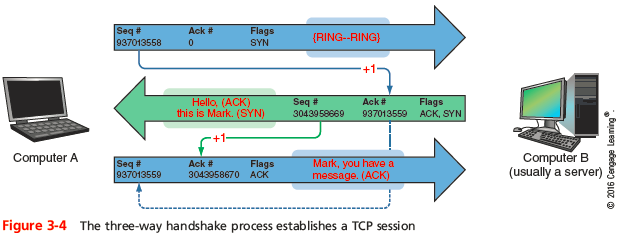 Seq # Ack # Flags
937013558 0 SYN
{RING--RING}
+1
Hello, (ACK)
this is Mark. (SYN)
Seq # Ack # Flags
3043958669 937013559 ACK, SYN
+1
Computer A
Computer B
(usually a server)
Seq # Ack # Flags
937013559 3043958670 ACK
Mark, you have a
message. (ACK)
© 2016 Cengage Learning®.
Figure 3-4 The three-way handshake process establishes a TCP session